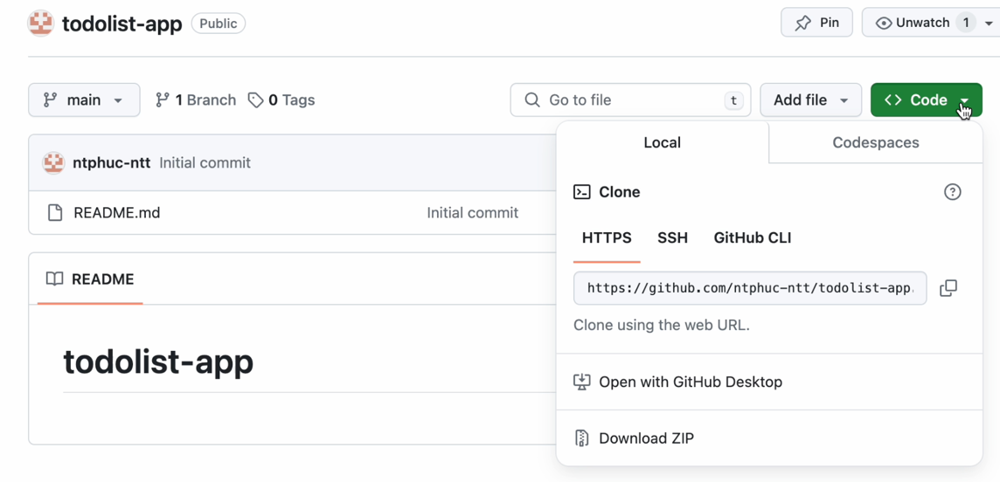 todolist-app Public Pin Unwatch 1
main 1 Branch 0 Tags Go to file t Add file <> Code
Local Codespaces
ntphuc-ntt Initial commit
Clone
README.md Initial commit
HTTPS SSH GitHub CLI
README
https://github.com/ntphuc-ntt/todolist-app.
Clone using the web URL.
todolist-app
Open with GitHub Desktop
Download ZIP